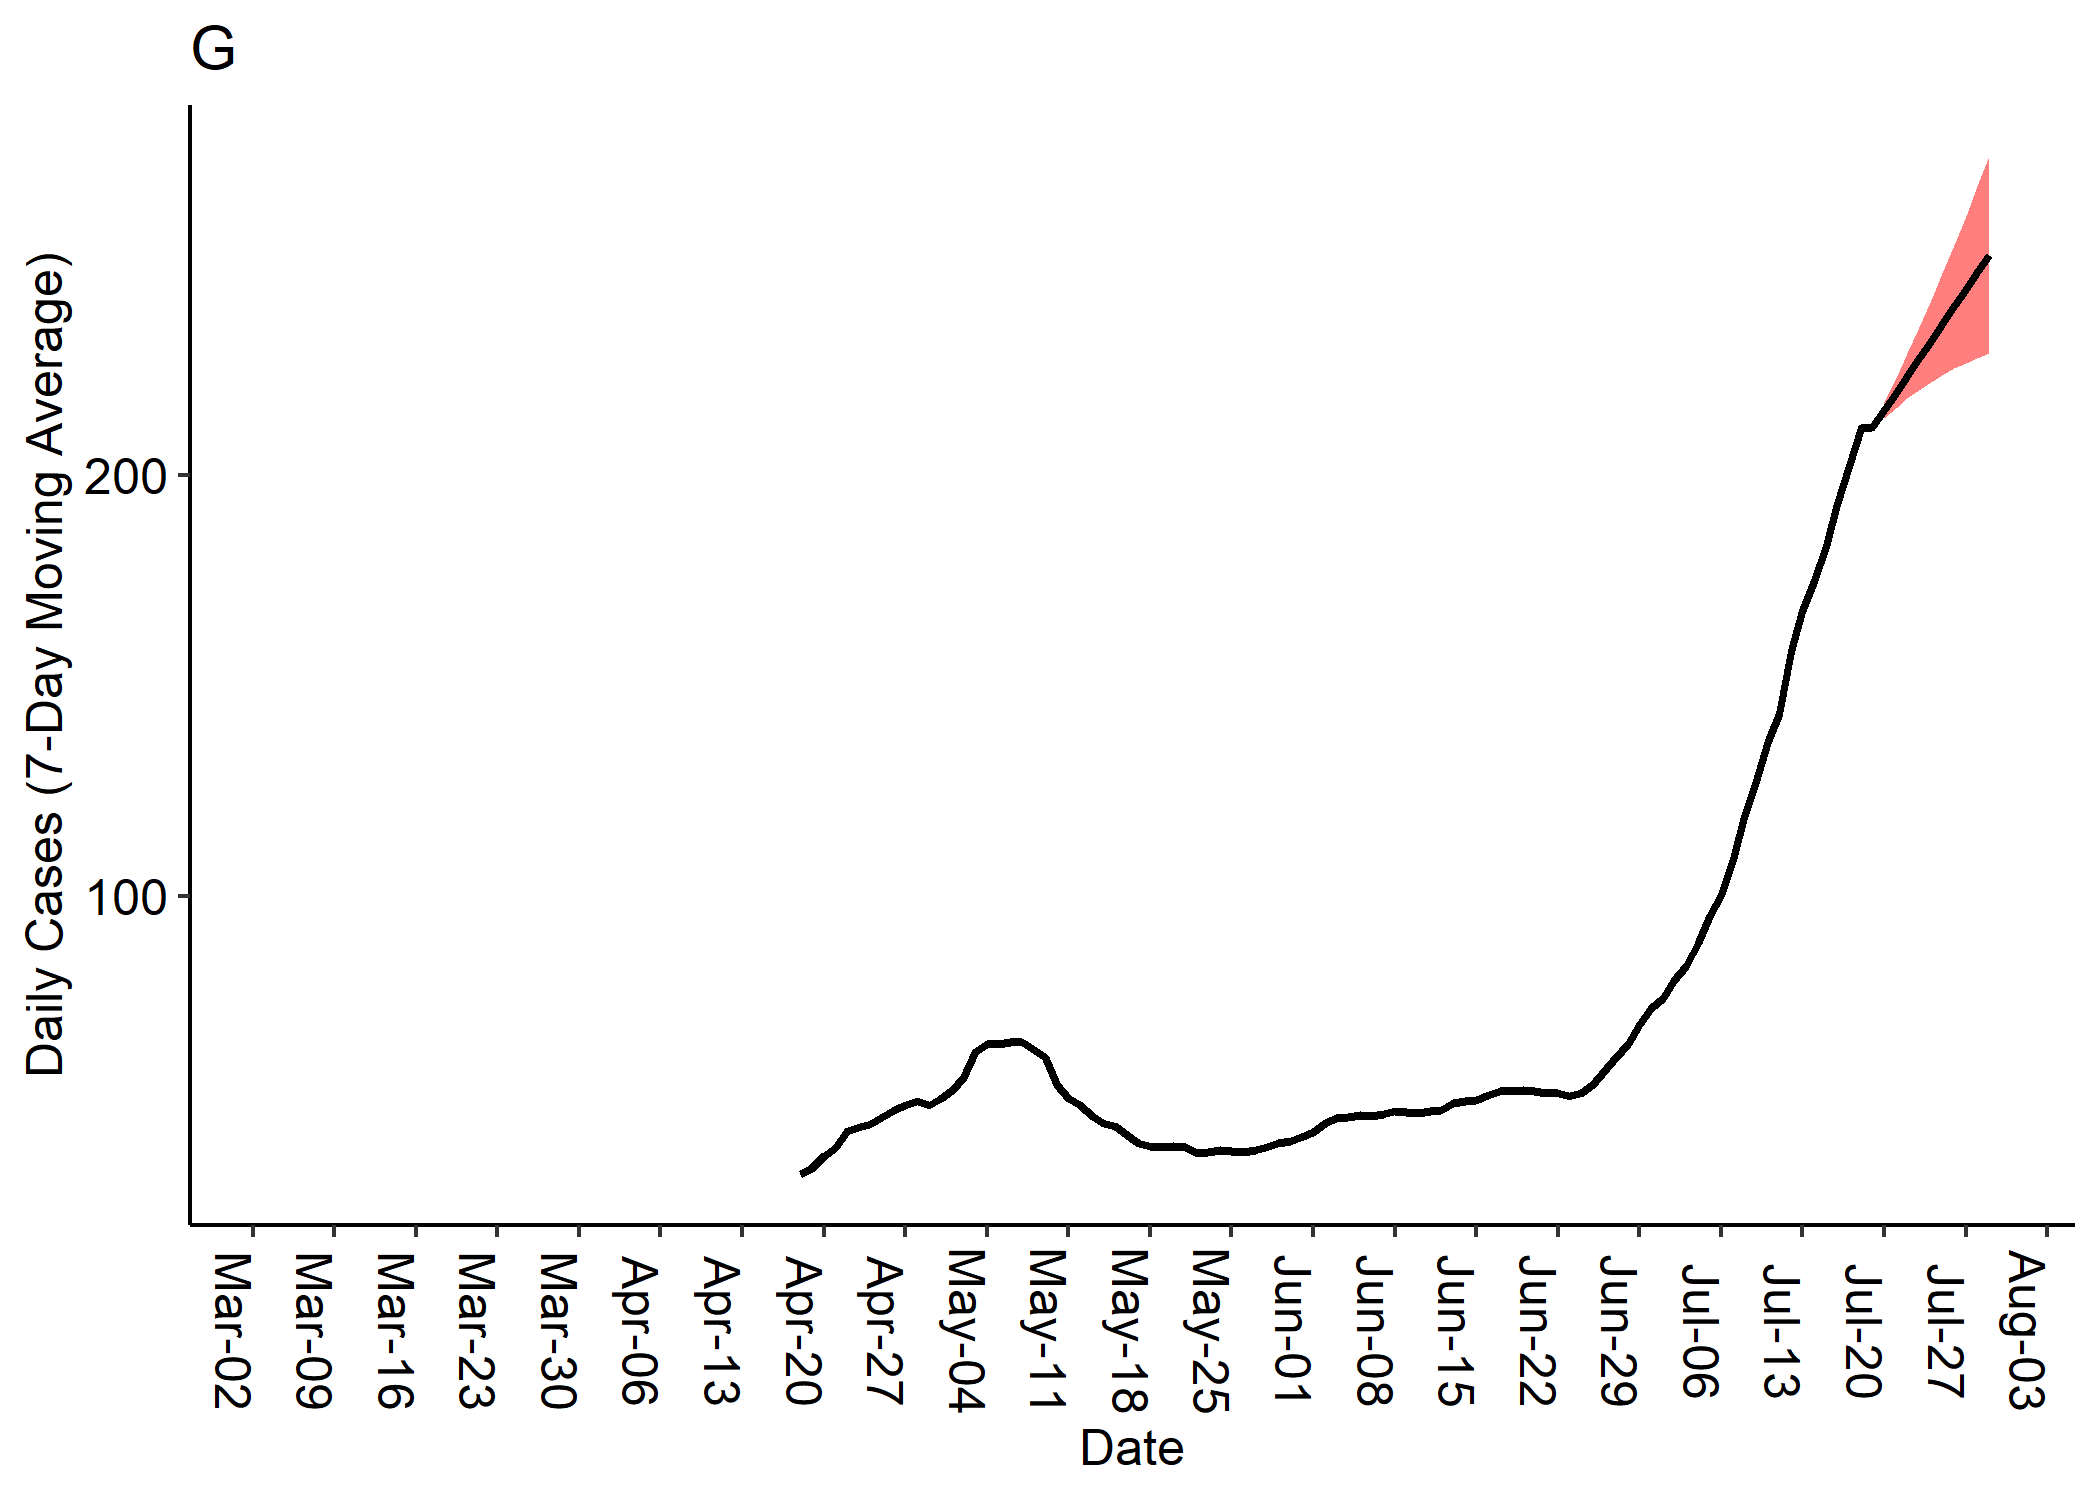 G
Daily Cases (7-Day Moving Average)
200
100
Mar-02
Mar-09
Mar-16
Mar-23
Mar-30
Apr-06
Apr-13
Apr-20
Apr-27
May-04
May-11
May-18
May-25
Jun-01
Jun-08
Jun-15
Jun-22
Jun-29
Jul-06
Jul-13
Jul-20
Jul-27
Aug-03
Date